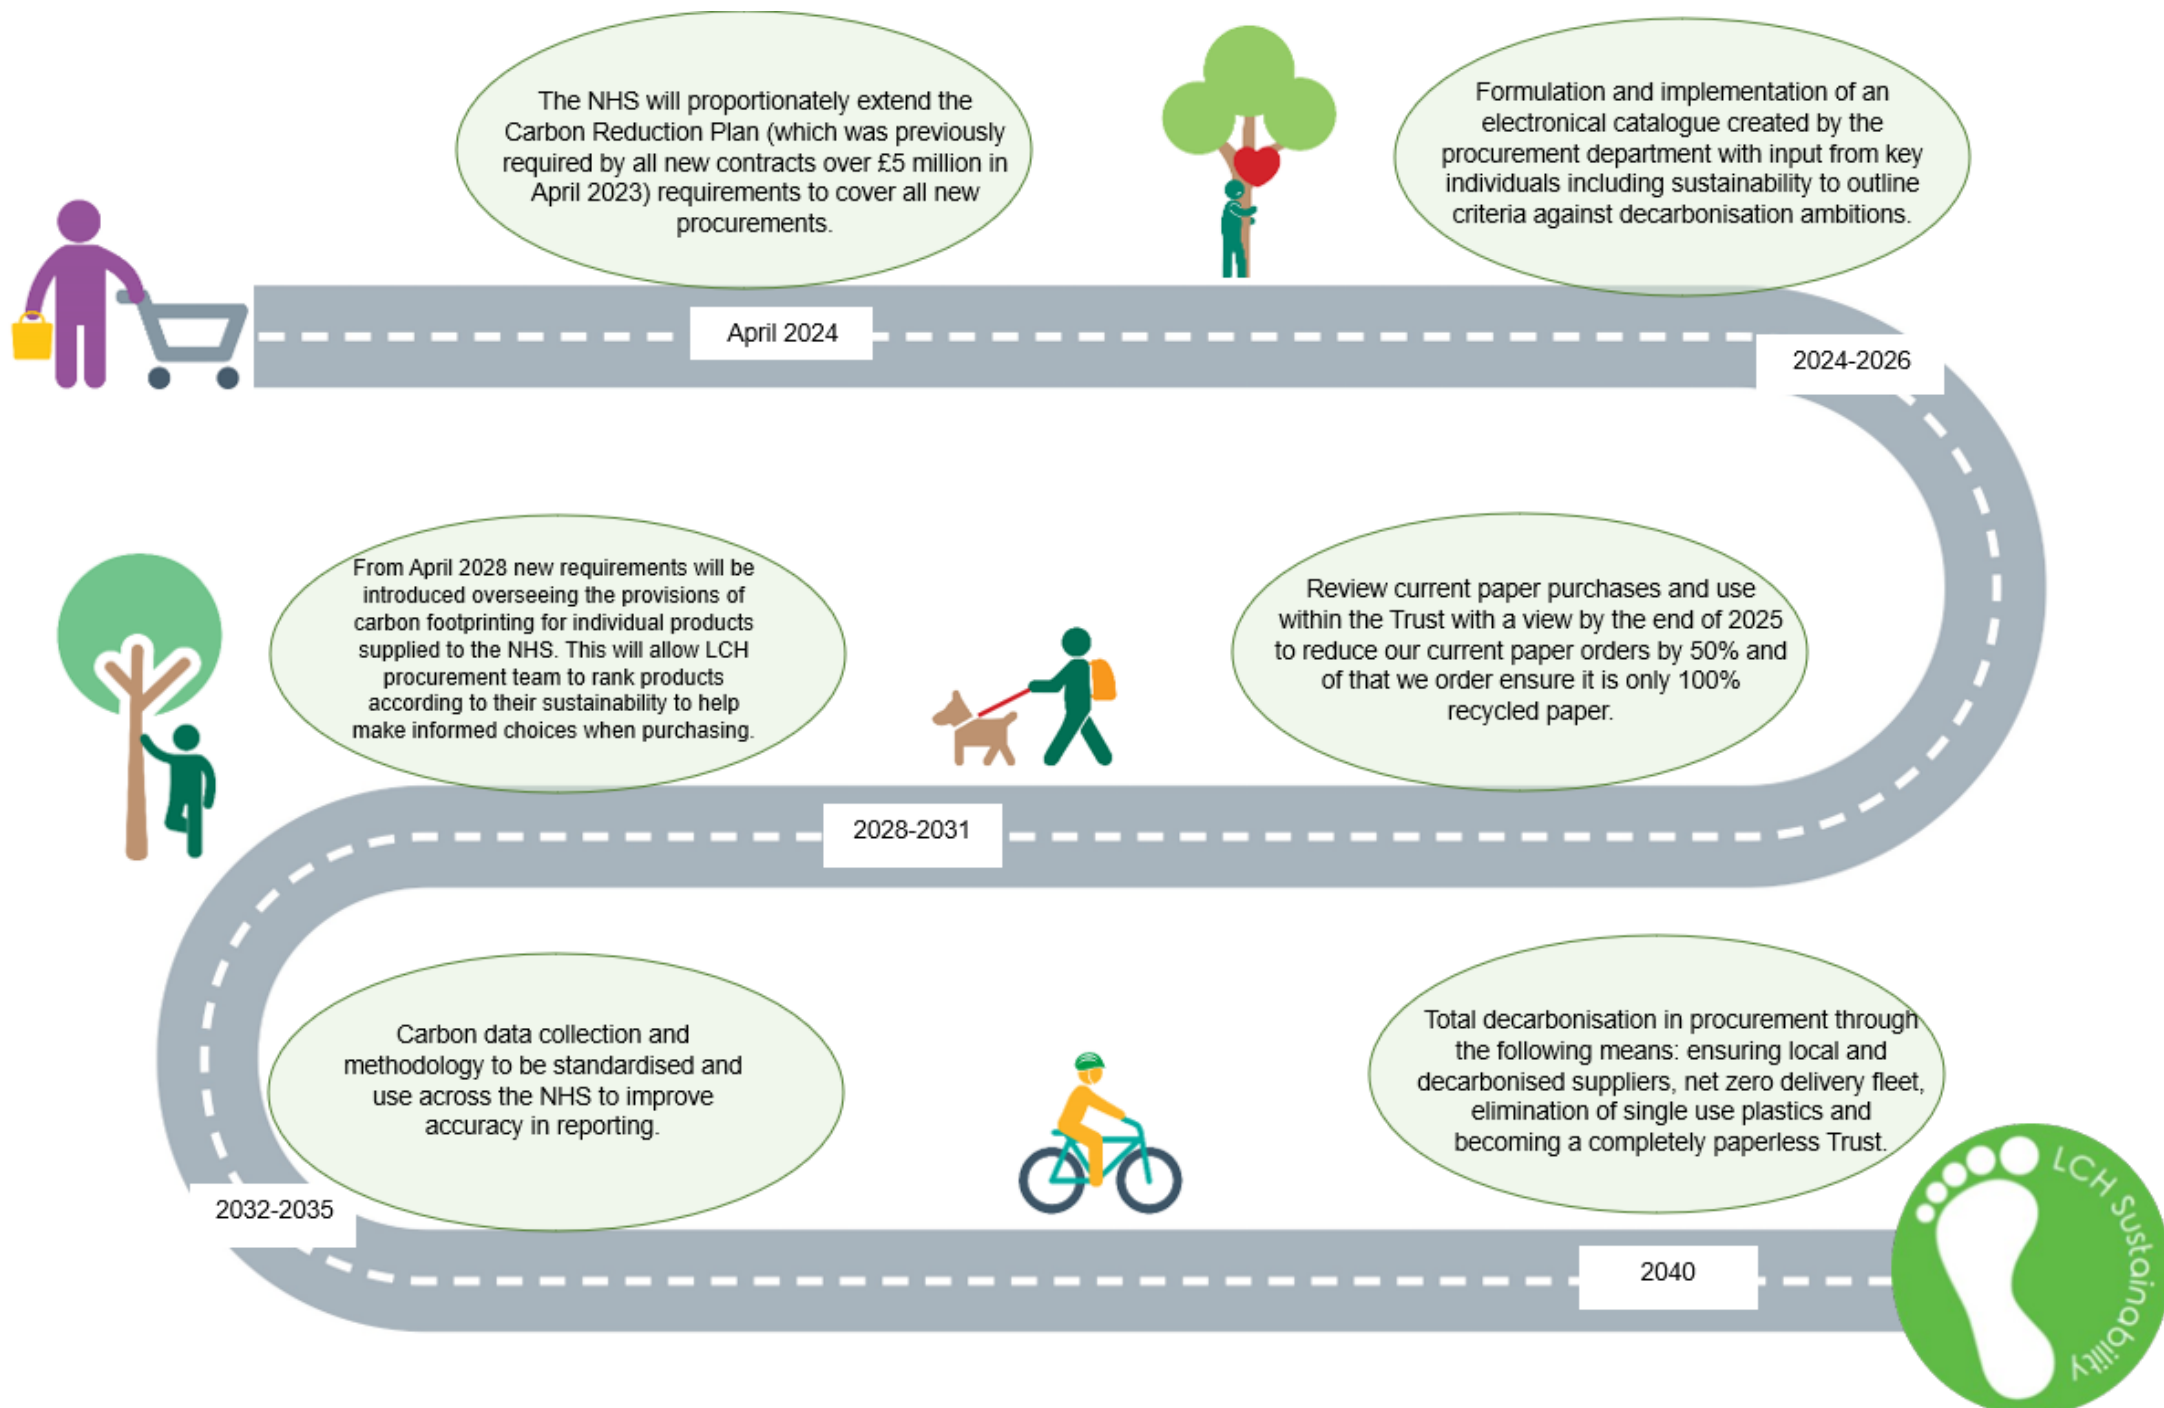 The NHS will proportionately extend the
Carbon Reduction Plan (which was previously
required by all new contracts over £5 million in
April 2023) requirements to cover all new
procurements.
April 2024
Formulation and implementation of an
electronical catalogue created by the
procurement department with input from key
individuals including sustainability to outline
criteria against decarbonisation ambitions.
2024-2026
Review current paper purchases and use
within the Trust with a view by the end of 2025
to reduce our current paper orders by 50% and
of that we order ensure it is only 100%
recycled paper.
From April 2028 new requirements will be
introduced overseeing the provisions of
carbon footprinting for individual products
supplied to the NHS. This will allow LCH
procurement team to rank products
according to their sustainability to help
make informed choices when purchasing.
2028-2031
Carbon data collection and
methodology to be standardised and
use across the NHS to improve
accuracy in reporting.
2032-2035
Total decarbonisation in procurement through
the following means: ensuring local and
decarbonised suppliers, net zero delivery fleet,
elimination of single use plastics and
becoming a completely paperless Trust.
2040
LCH Sustainability